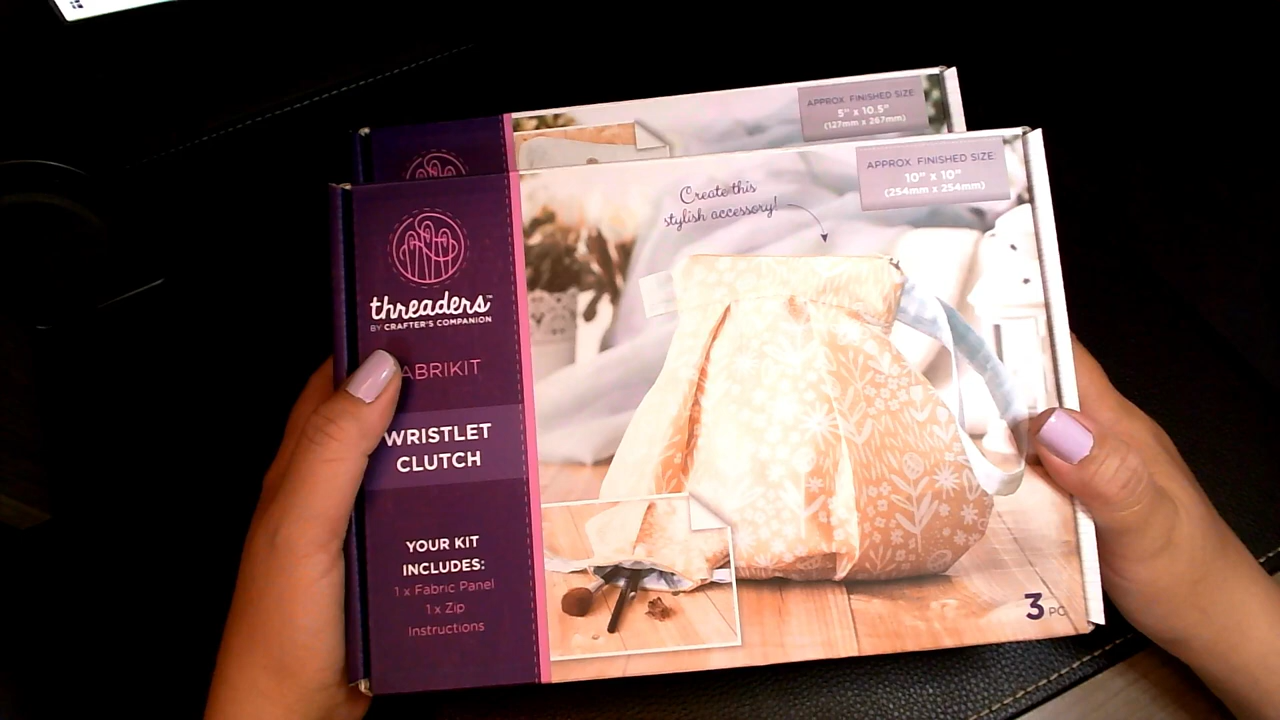 APPROX. FINISHED SIZE:
5" x 10.5"
(127mm x 267mm)
APPROX. FINISHED SIZE:
10" x 10"
(254mm x 254mm)
Create this
stylish accessory!
threaders™
BY CRAFTER'S COMPANION
ABRIKIT
WRISTLET
CLUTCH
YOUR KIT
INCLUDES:
1 x Fabric Panel
1 x Zip
Instructions
3 PC